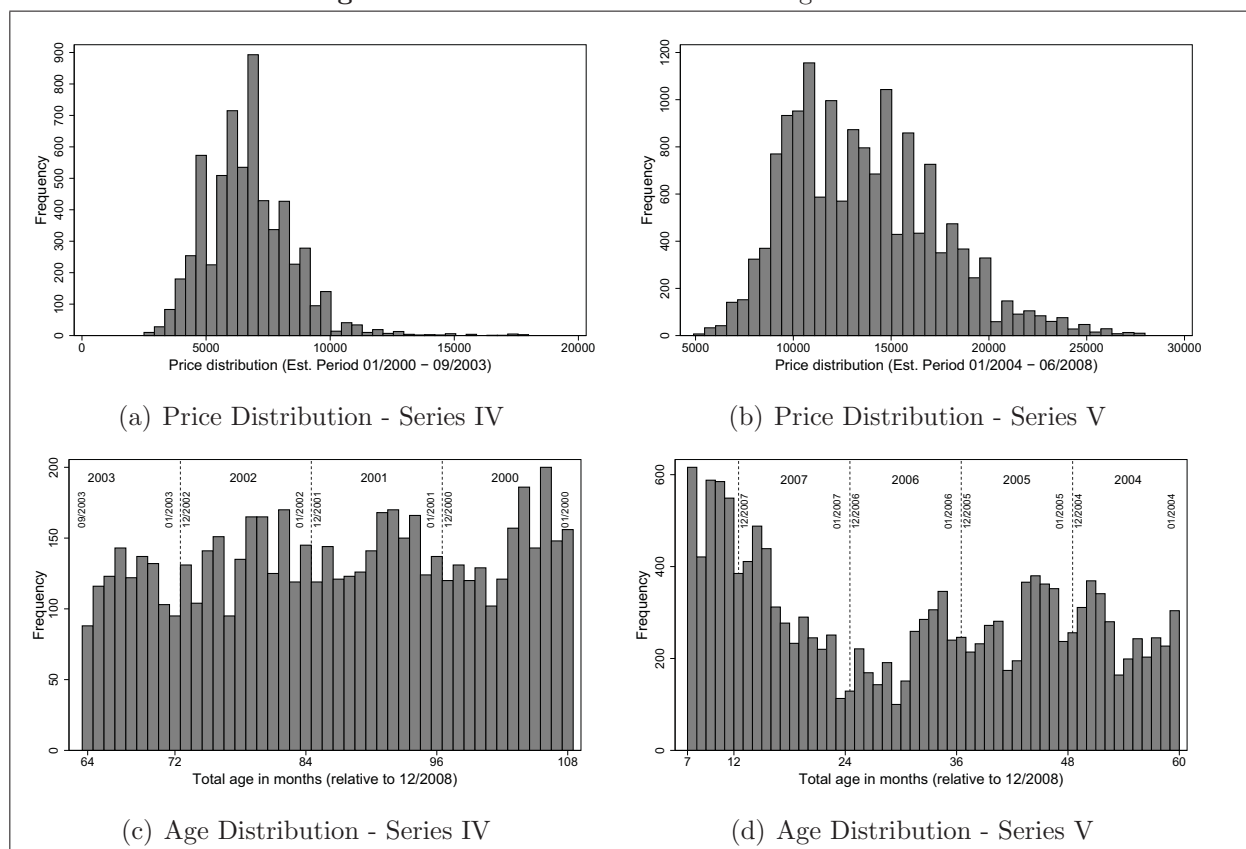 900
800
700
600
500
400
300
200
100
0
Frequency
0 5000 10000 15000 20000
Price distribution (Est. Period 01/2000 − 09/2003)
(a) Price Distribution - Series IV
1200
1000
800
600
400
200
0
Frequency
5000 10000 15000 20000 25000 30000
Price distribution (Est. Period 01/2004 − 06/2008)
(b) Price Distribution - Series V
200
150
100
50
0
Frequency
2003 2002 2001 2000
09/2003 01/2003 12/2002 01/2002 12/2001 01/2001 12/2000 01/2000
64 72 84 96 108
Total age in months (relative to 12/2008)
(c) Age Distribution - Series IV
600
400
200
0
Frequency
2007 2006 2005 2004
12/2007 01/2007 12/2006 01/2006 12/2005 01/2005 12/2004 01/2004
7 12 24 36 48 60
Total age in months (relative to 12/2008)
(d) Age Distribution - Series V